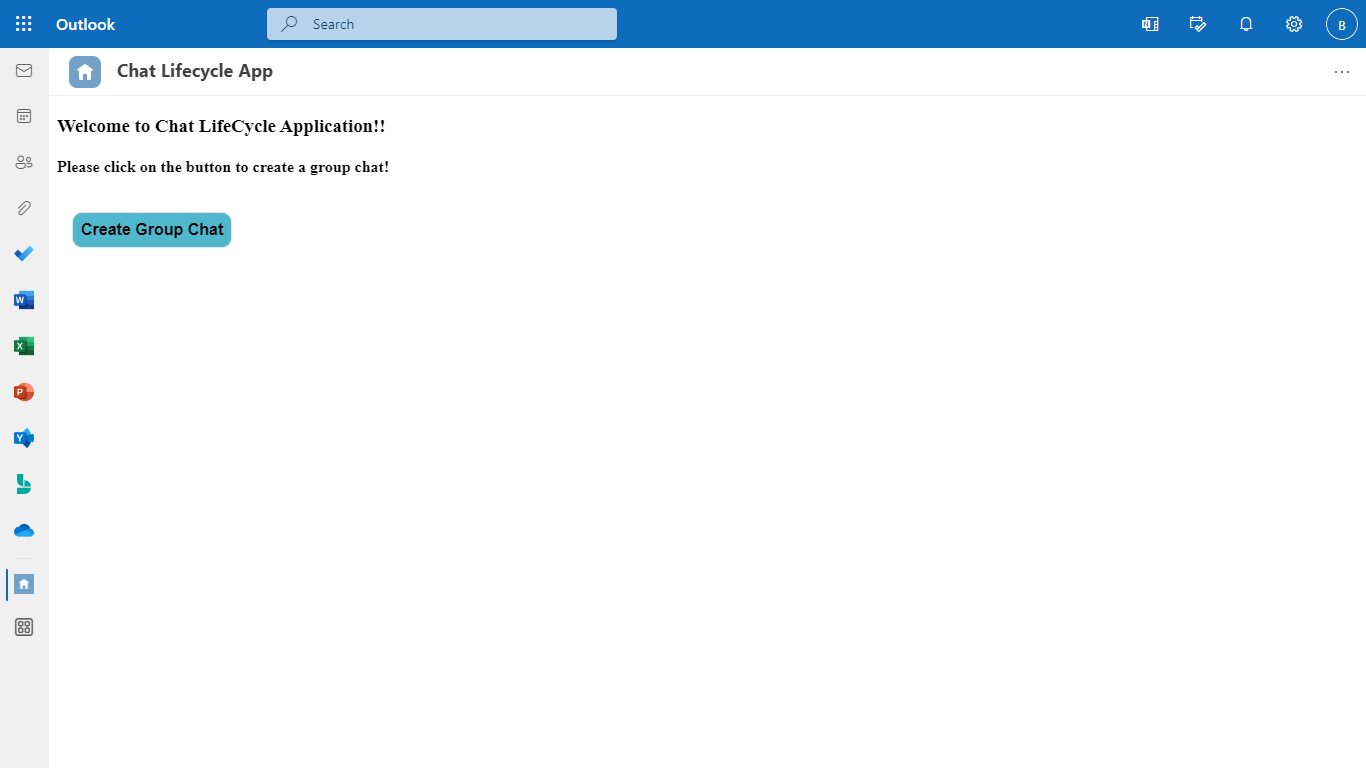 Outlook
Search
B
Chat Lifecycle App
Welcome to Chat LifeCycle Application!!
Please click on the button to create a group chat!
Create Group Chat
W
X
P
Y